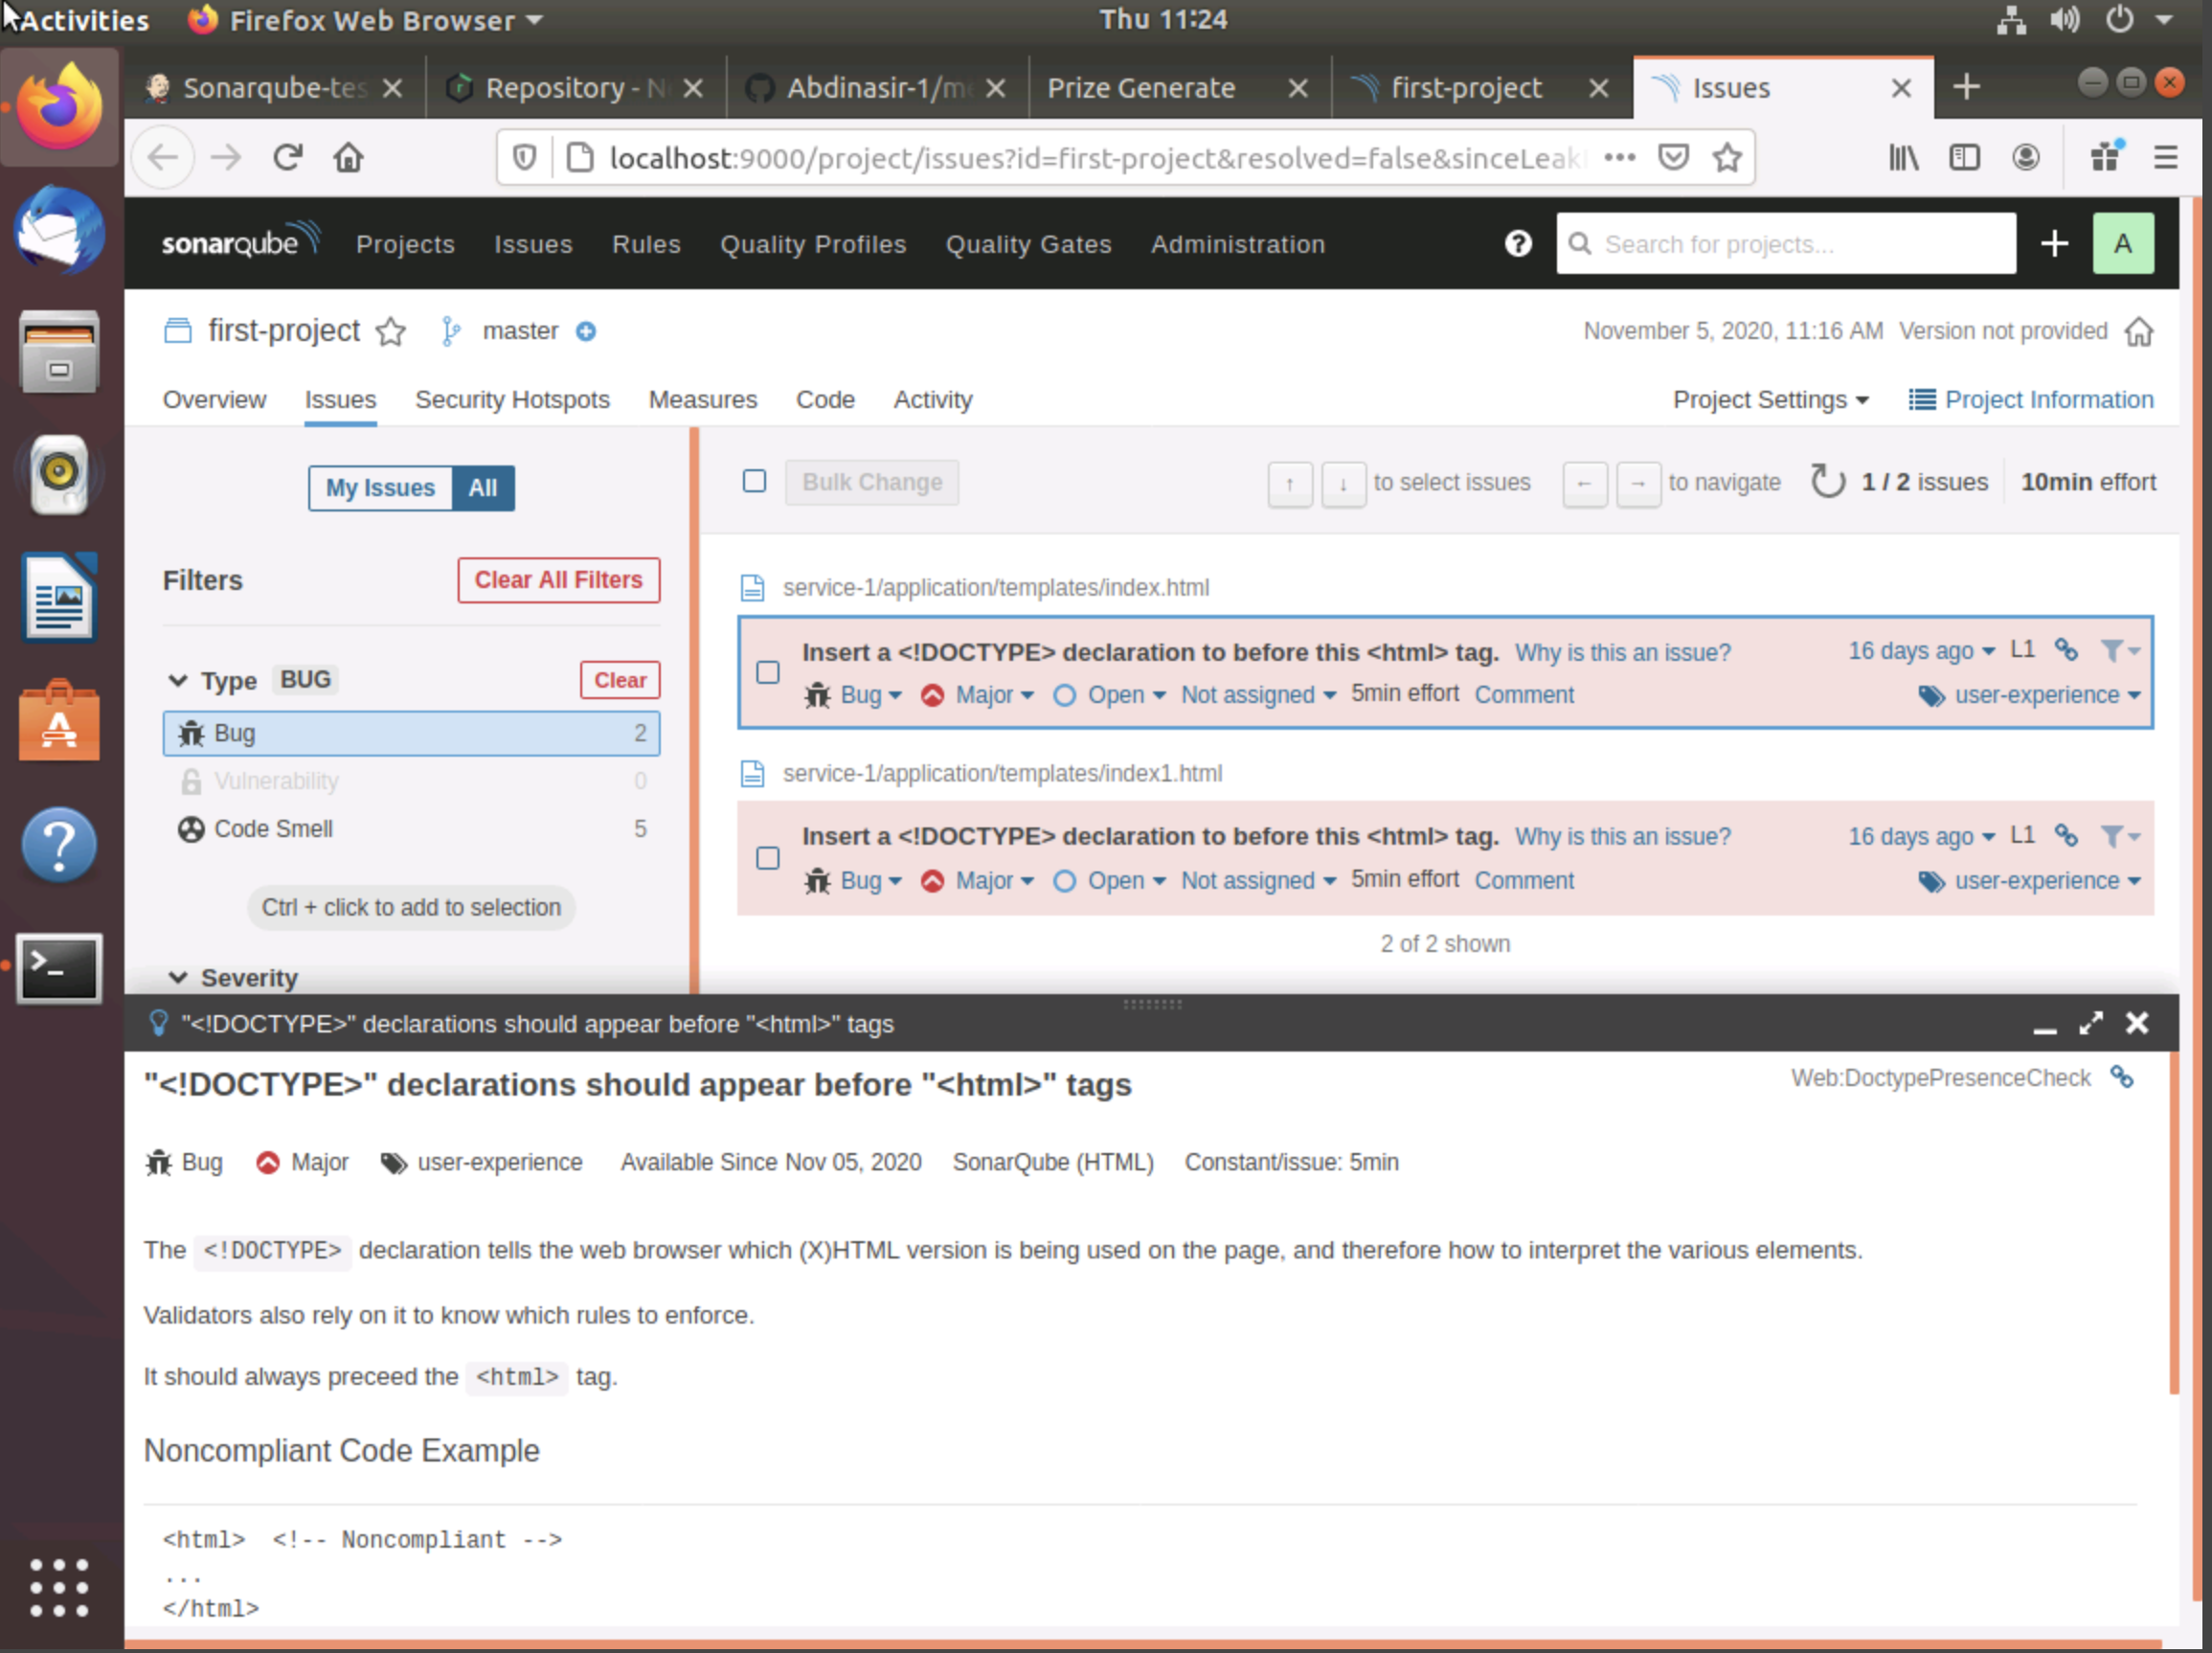 Activities Firefox Web Browser Thu 11:24
Sonarqube-tes Repository - N Abdinasir-1/m Prize Generate first-project Issues
localhost:9000/project/issues?id=first-project&resolved=false&sinceLeak
sonarqube Projects Issues Rules Quality Profiles Quality Gates Administration ? Search for projects... A
first-project master November 5, 2020, 11:16 AM Version not provided
Overview Issues Security Hotspots Measures Code Activity Project Settings Project Information
My Issues All
Bulk Change ↑ ↓ to select issues ← → to navigate 1 / 2 issues 10min effort
Filters Clear All Filters
Type BUG Clear
Bug 2
Vulnerability 0
Code Smell 5
Ctrl + click to add to selection
Severity
service-1/application/templates/index.html
Insert a <!DOCTYPE> declaration to before this <html> tag. Why is this an issue? 16 days ago L1
Bug Major Open Not assigned 5min effort Comment user-experience
service-1/application/templates/index1.html
Insert a <!DOCTYPE> declaration to before this <html> tag. Why is this an issue? 16 days ago L1
Bug Major Open Not assigned 5min effort Comment user-experience
2 of 2 shown
"<!DOCTYPE>" declarations should appear before "<html>" tags
"<!DOCTYPE>" declarations should appear before "<html>" tags Web:DoctypePresenceCheck
Bug Major user-experience Available Since Nov 05, 2020 SonarQube (HTML) Constant/issue: 5min
The <!DOCTYPE> declaration tells the web browser which (X)HTML version is being used on the page, and therefore how to interpret the various elements.
Validators also rely on it to know which rules to enforce.
It should always preceed the <html> tag.
Noncompliant Code Example
<html> <!-- Noncompliant -->
...
</html>